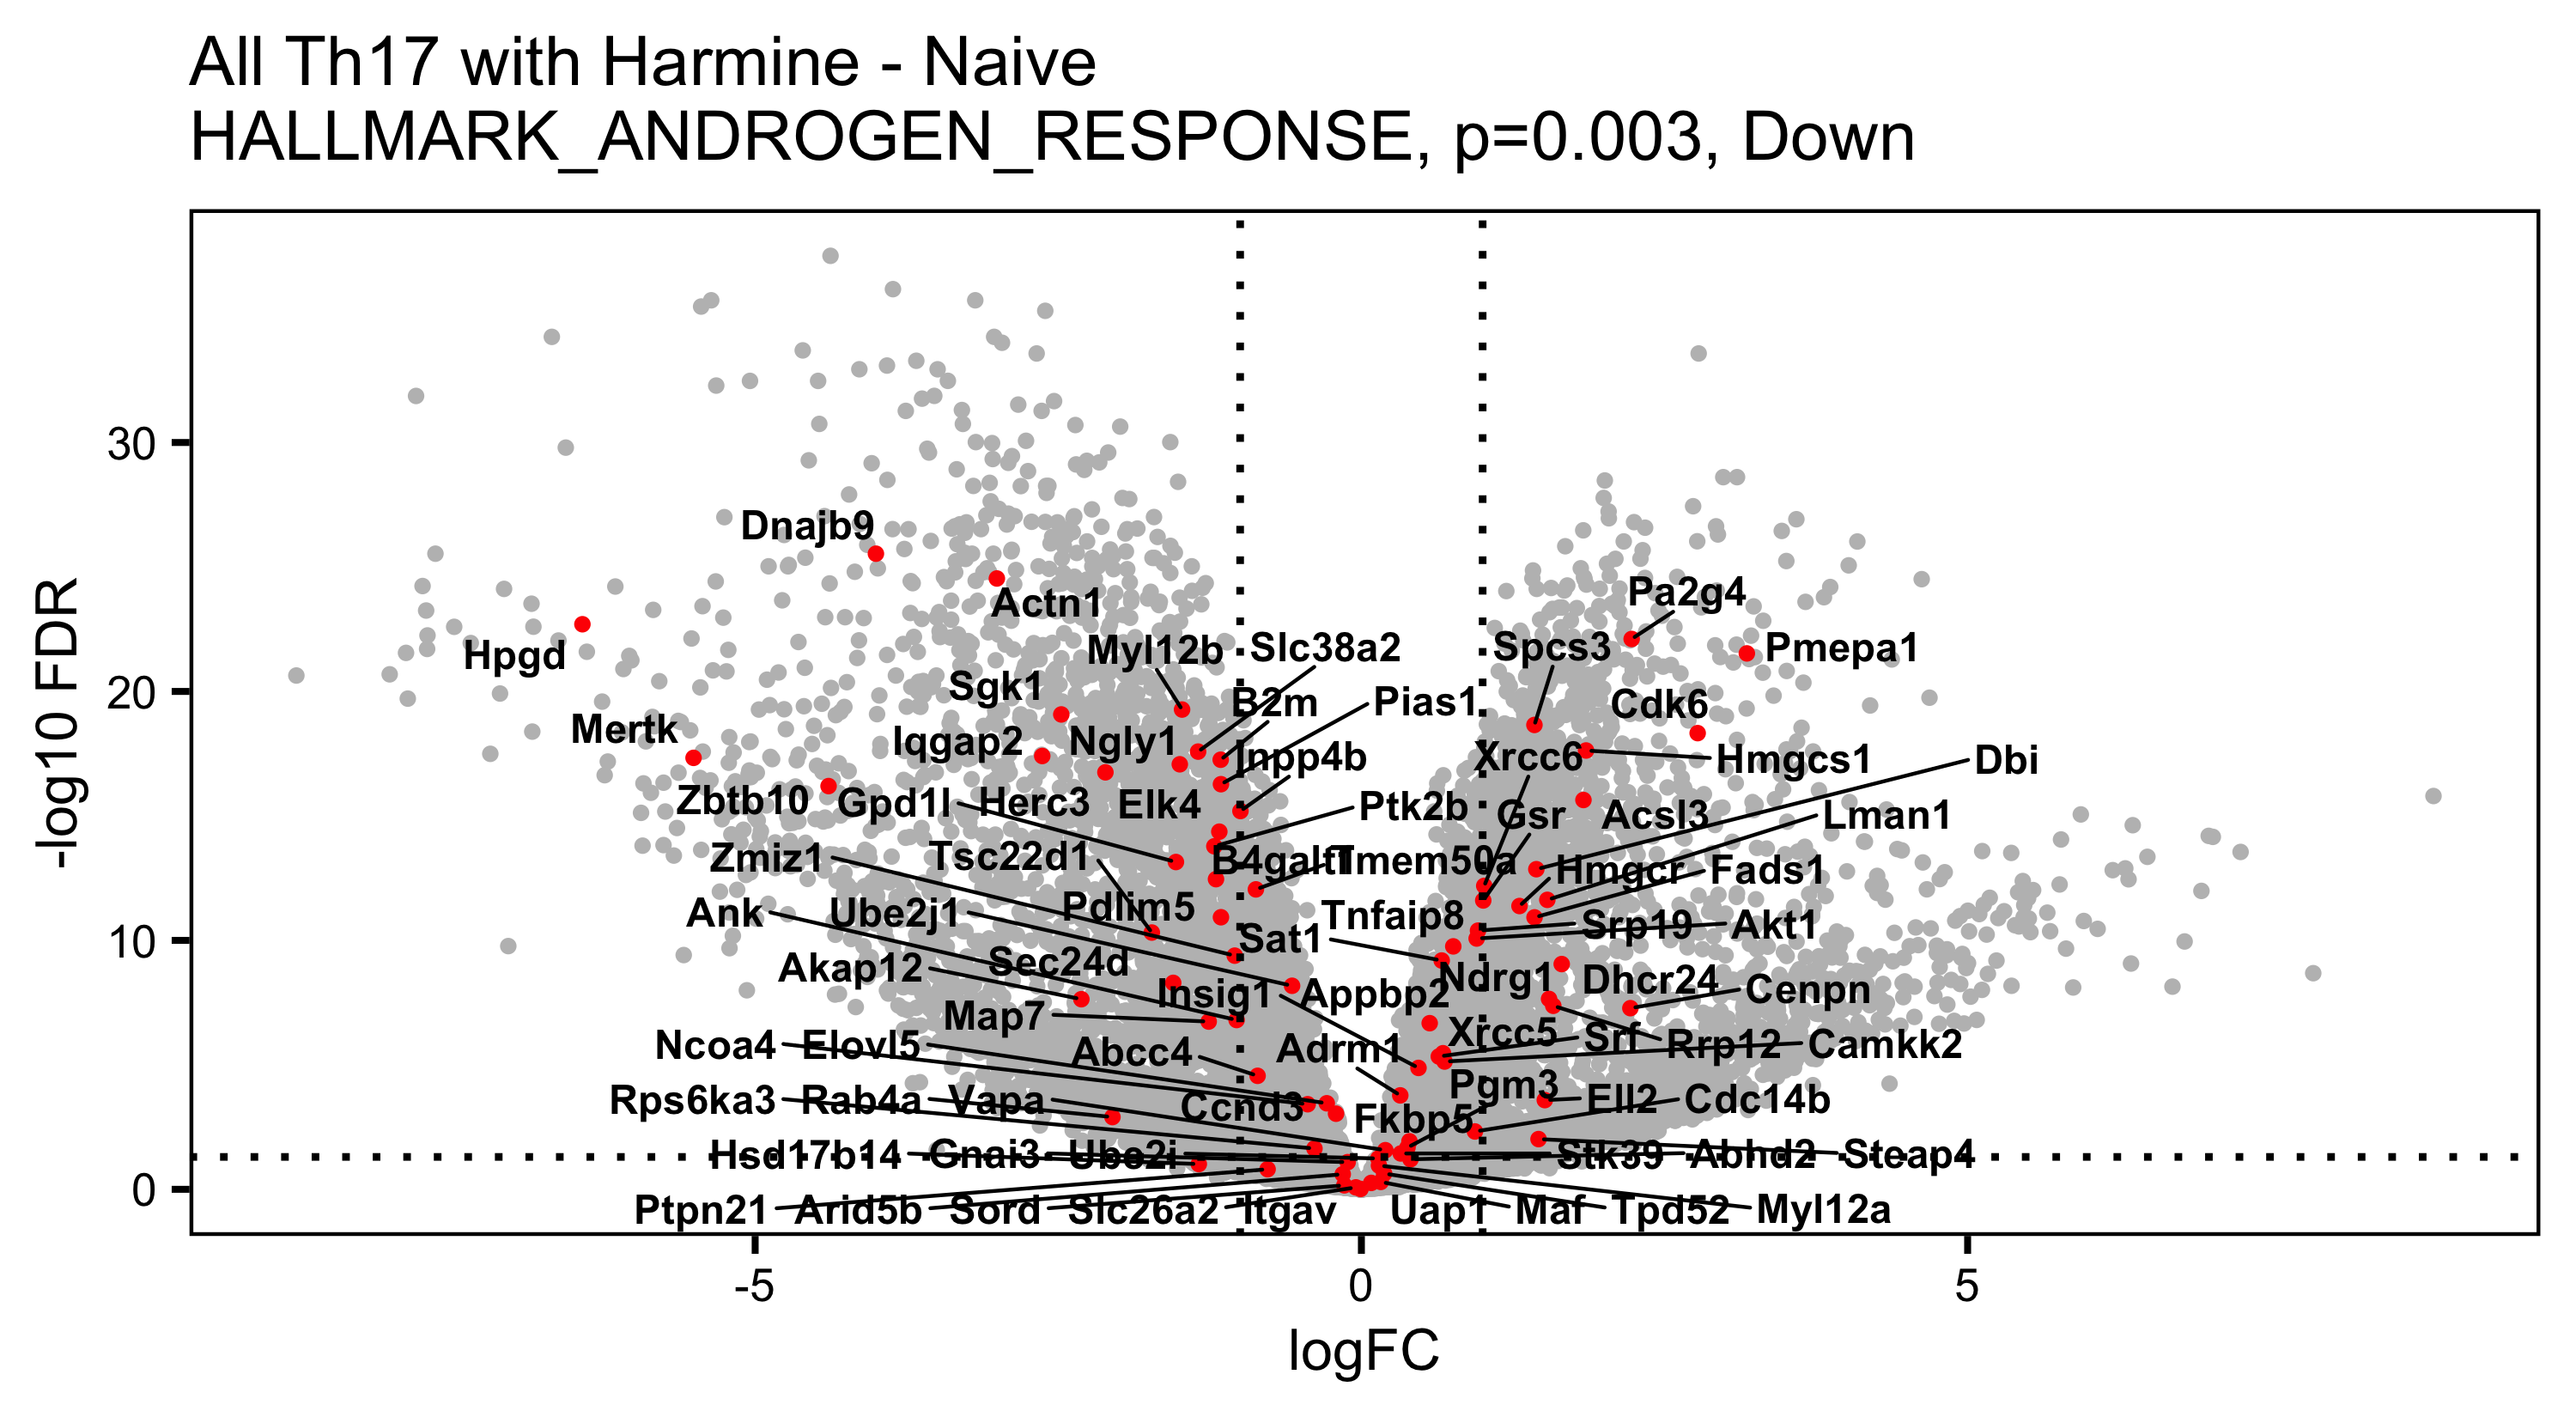 All Th17 with Harmine - Naive
HALLMARK_ANDROGEN_RESPONSE, p=0.003, Down
-log10 FDR
30
20
10
0
Dnajb9
Actn1
Pa2g4
Hpgd
Myl12b Slc38a2 Spcs3 Pmepa1
Sgk1 B2m Pias1 Cdk6
Mertk Iqgap2 Ngly1 Inpp4b Xrcc6 Hmgcs1 Dbi
Zbtb10 Gpd1l Herc3 Elk4 Ptk2b Gsr Acsl3 Lman1
Zmiz1 Tsc22d1 B4galt1 Tmem50a Hmgcr Fads1
Ank Ube2j1 Pdlim5 Sat1 Tnfaip8 Srp19 Akt1
Akap12 Sec24d Insig1 Appbp2 Ndrg1 Dhcr24 Cenpn
Map7 Xrcc5
Ncoa4 Elovl5 Abcc4 Adrm1 Srf Rrp12 Camkk2
Rps6ka3 Rab4a Vapa Ccnd3 Fkbp5 Pgm3 Ell2 Cdc14b
Hsd17b14 Gnai3 Ube2i Stk39 Abhd2 Steap4
Ptpn21 Arid5b Sord Slc26a2 Itgav Uap1 Maf Tpd52 Myl12a
-5 0 5
logFC